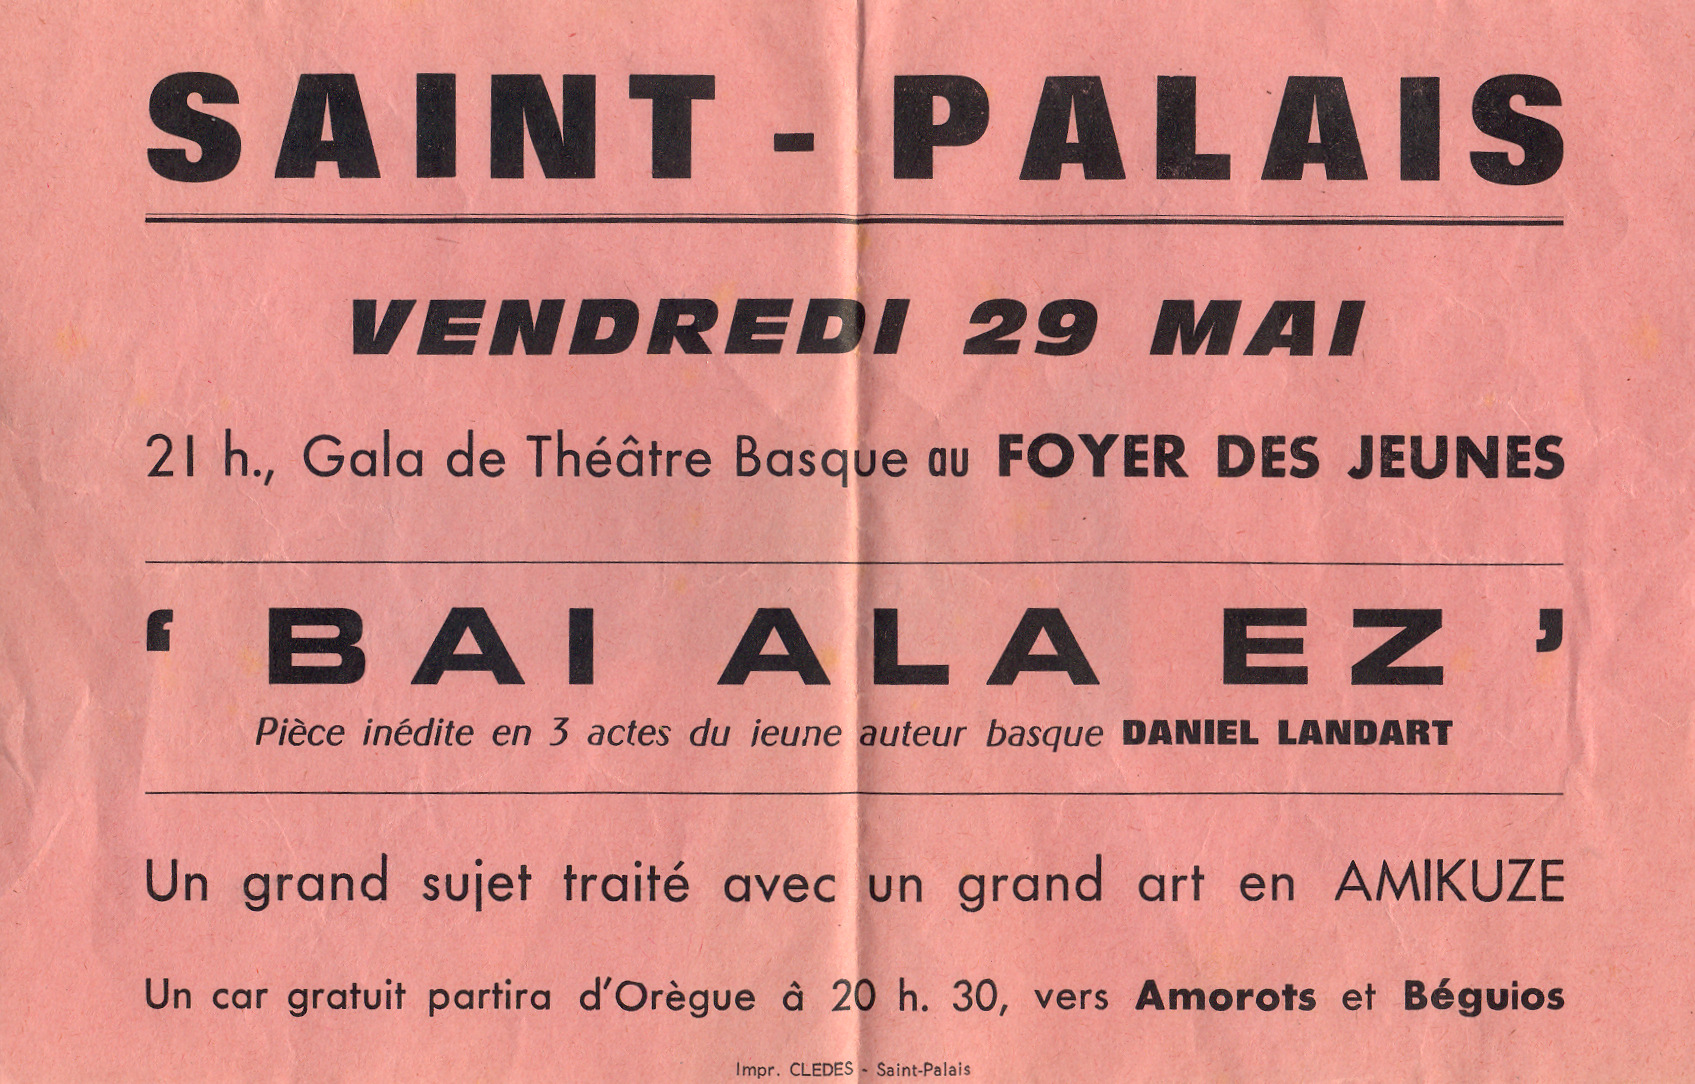 SAINT - PALAIS
VENDREDI 29 MAI
21 h., Gala de Théâtre Basque au FOYER DES JEUNES
‘ BAI ALA EZ ’
Pièce inédite en 3 actes du jeune auteur basque DANIEL LANDART
Un grand sujet traité avec un grand art en AMIKUZE
Un car gratuit partira d'Orègue à 20 h. 30, vers Amorots et Béguios
Impr. CLEDES - Saint-Palais